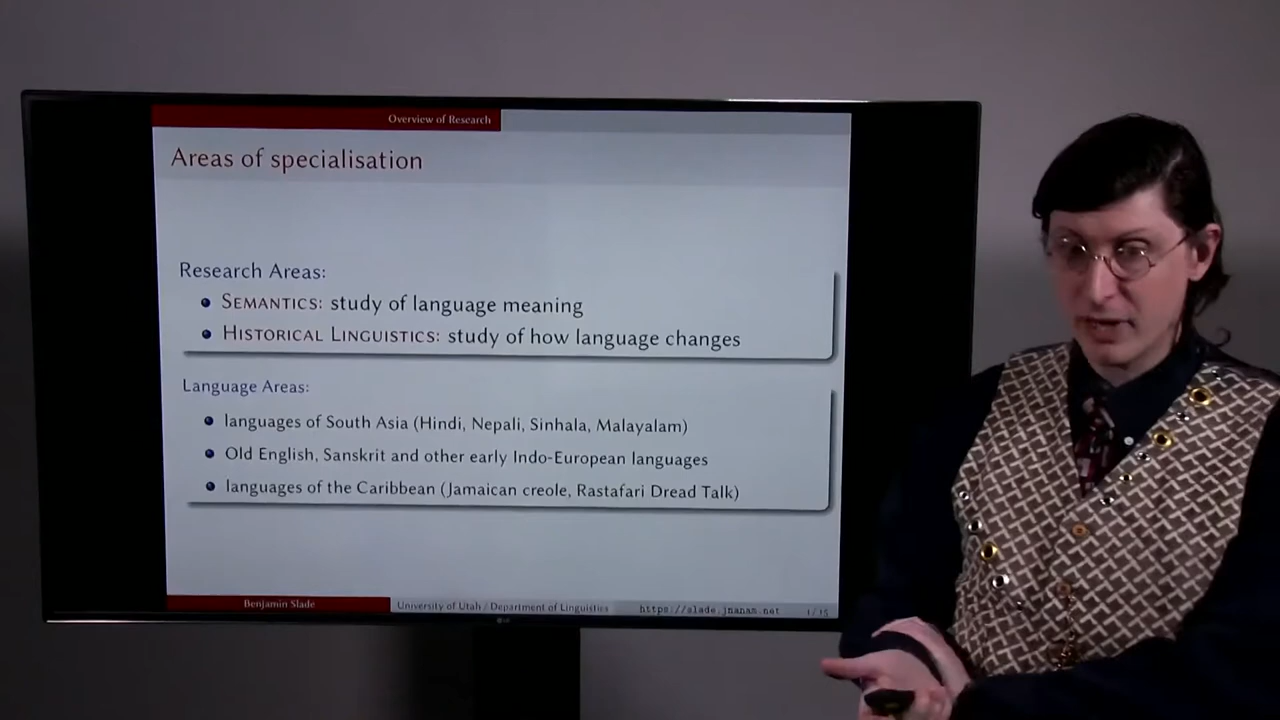 Overview of Research
Areas of specialisation
Research Areas:
SEMANTICS: study of language meaning
HISTORICAL LINGUISTICS: study of how language changes
Language Areas:
languages of South Asia (Hindi, Nepali, Sinhala, Malayalam)
Old English, Sanskrit and other early Indo-European languages
languages of the Caribbean (Jamaican creole, Rastafari Dread Talk)
Benjamin Slade University of Utah / Department of Linguistics https://slade.jnanam.net 1/15
LG